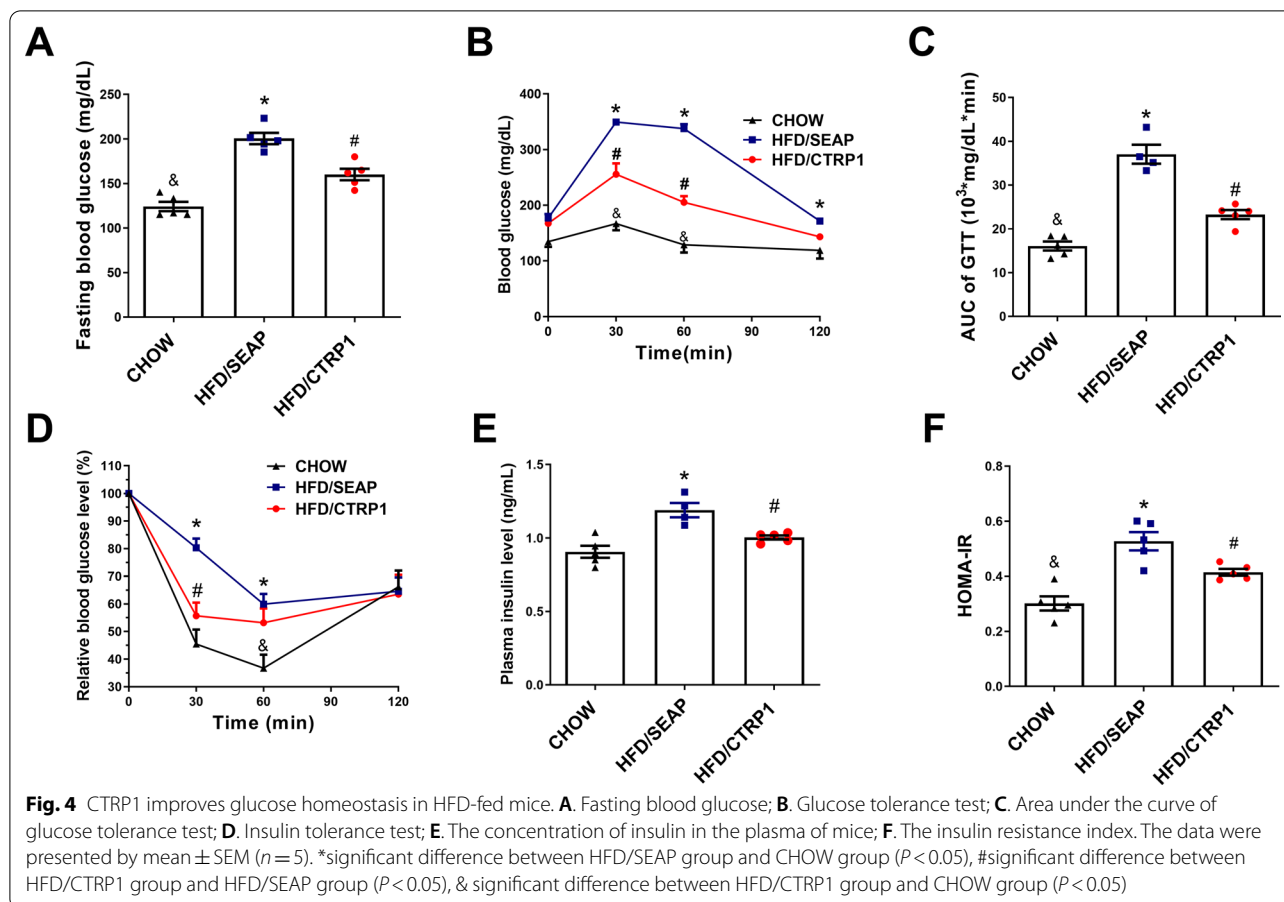 A
Fasting blood glucose (mg/dL)
250
200
150
100
50
0
&
*
#
CHOW
HFD/SEAP
HFD/CTRP1
B
Blood glucose (mg/dL)
400
300
200
100
0
0
30
60
90
120
Time(min)
*
*
*
#
#
&
&
CHOW
HFD/SEAP
HFD/CTRP1
C
AUC of GTT (10³*mg/dL*min)
50
40
30
20
10
0
&
*
#
CHOW
HFD/SEAP
HFD/CTRP1
D
Relative blood glucose level (%)
110
100
90
80
70
60
50
40
30
0
30
60
90
120
Time (min)
*
*
#
&
CHOW
HFD/SEAP
HFD/CTRP1
E
Plasma insulin level (ng/mL)
1.5
1.0
0.5
0.0
*
#
CHOW
HFD/SEAP
HFD/CTRP1
F
HOMA-IR
0.8
0.6
0.4
0.2
0.0
&
*
#
CHOW
HFD/SEAP
HFD/CTRP1
Fig. 4 CTRP1 improves glucose homeostasis in HFD-fed mice. A. Fasting blood glucose; B. Glucose tolerance test; C. Area under the curve of
glucose tolerance test; D. Insulin tolerance test; E. The concentration of insulin in the plasma of mice; F. The insulin resistance index. The data were
presented by mean ± SEM (n = 5). *significant difference between HFD/SEAP group and CHOW group (P < 0.05), #significant difference between
HFD/CTRP1 group and HFD/SEAP group (P < 0.05), & significant difference between HFD/CTRP1 group and CHOW group (P < 0.05)